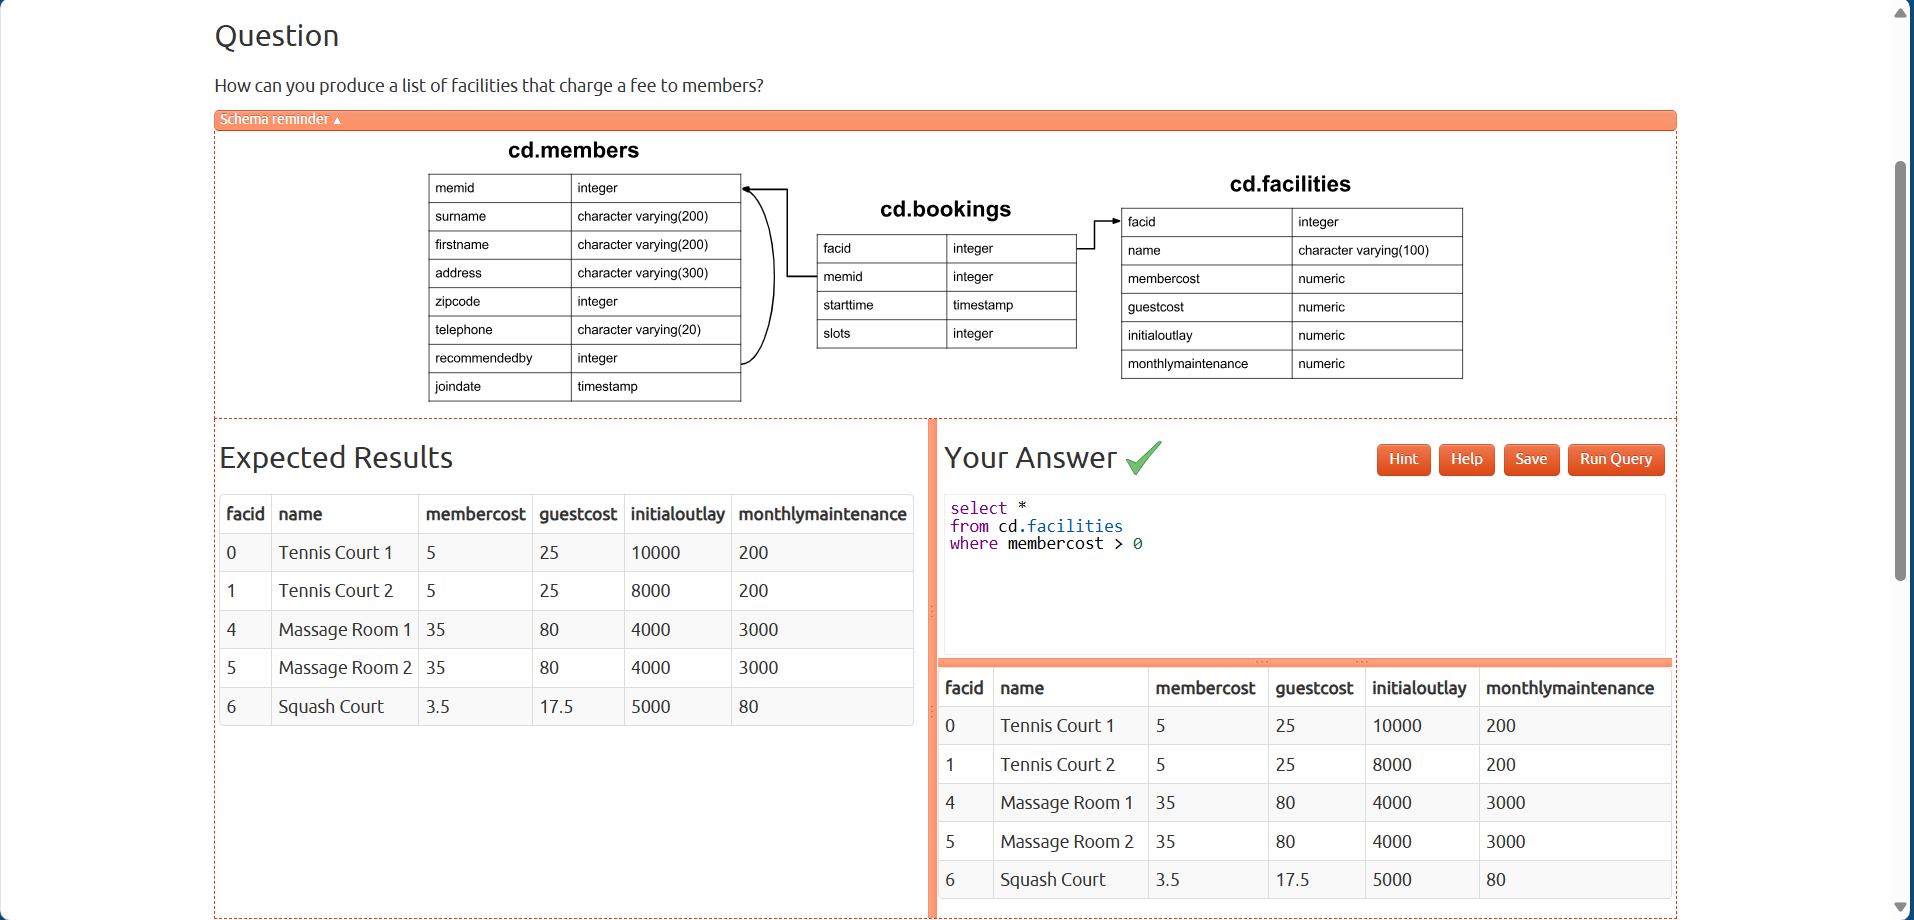 Question
How can you produce a list of facilities that charge a fee to members?
Schema reminder ▲
cd.members
memid integer
surname character varying(200)
firstname character varying(200)
address character varying(300)
zipcode integer
telephone character varying(20)
recommendedby integer
joindate timestamp
cd.bookings
facid integer
memid integer
starttime timestamp
slots integer
cd.facilities
facid integer
name character varying(100)
membercost numeric
guestcost numeric
initialoutlay numeric
monthlymaintenance numeric
Expected Results
facid name membercost guestcost initialoutlay monthlymaintenance
0 Tennis Court 1 5 25 10000 200
1 Tennis Court 2 5 25 8000 200
4 Massage Room 1 35 80 4000 3000
5 Massage Room 2 35 80 4000 3000
6 Squash Court 3.5 17.5 5000 80
Your Answer
Hint Help Save Run Query
select *
from cd.facilities
where membercost > 0
facid name membercost guestcost initialoutlay monthlymaintenance
0 Tennis Court 1 5 25 10000 200
1 Tennis Court 2 5 25 8000 200
4 Massage Room 1 35 80 4000 3000
5 Massage Room 2 35 80 4000 3000
6 Squash Court 3.5 17.5 5000 80